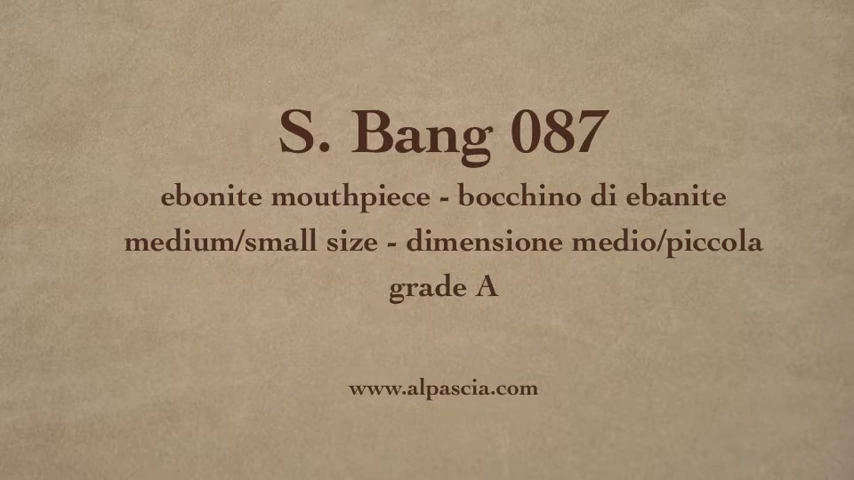 S. Bang 087
ebonite mouthpiece - bocchino di ebanite
medium/small size - dimensione medio/piccola
grade A
www.alpascia.com